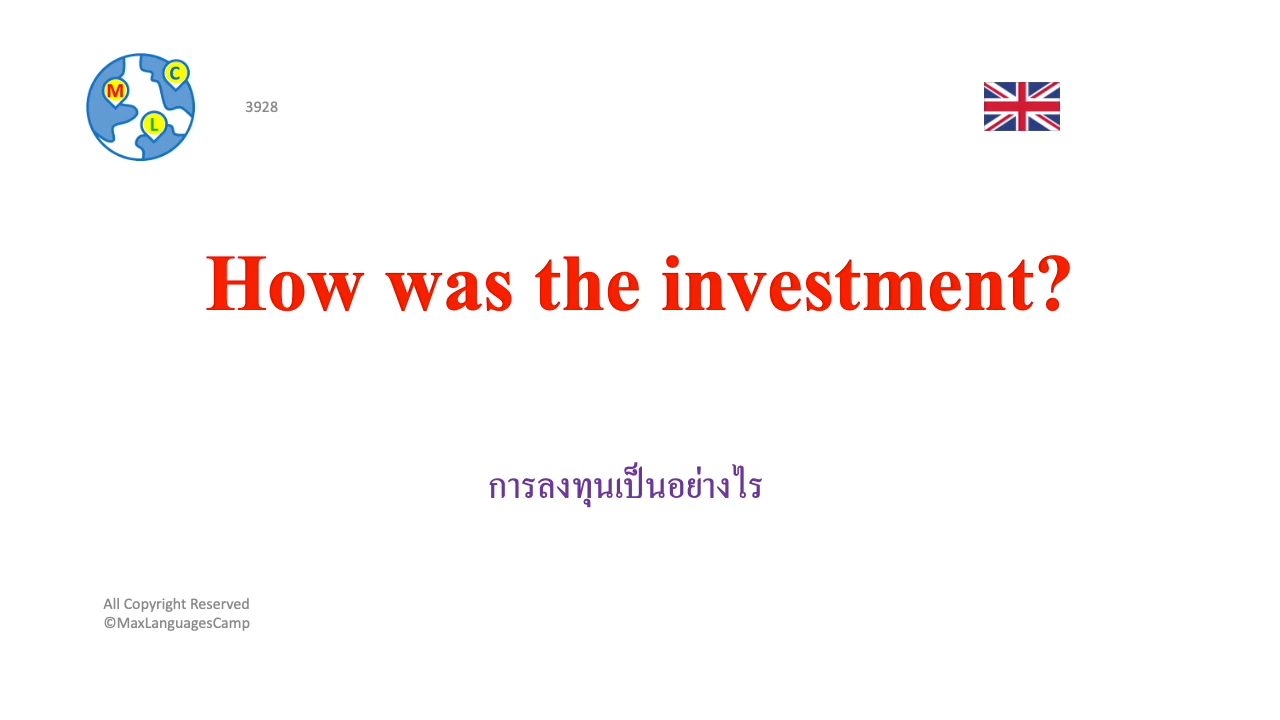 M
C
L
3928
How was the investment?
การลงทุนเป็นอย่างไร
All Copyright Reserved
©MaxLanguagesCamp